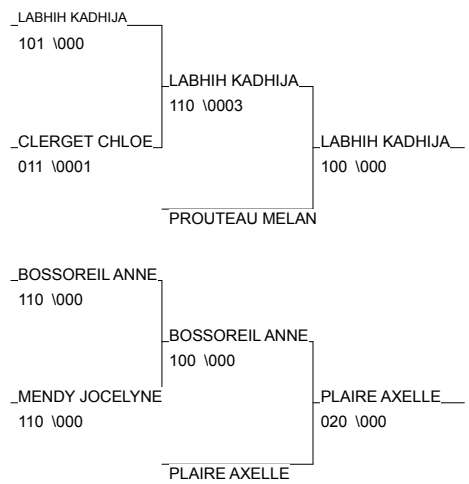 LABHIH KADHIJA
101 \000
LABHIH KADHIJA
110 \0003
CLERGET CHLOE
011 \0001
LABHIH KADHIJA
100 \000
PROUTEAU MELAN
BOSSOREIL ANNE
110 \000
BOSSOREIL ANNE
100 \000
MENDY JOCELYNE
110 \000
PLAIRE AXELLE
020 \000
PLAIRE AXELLE